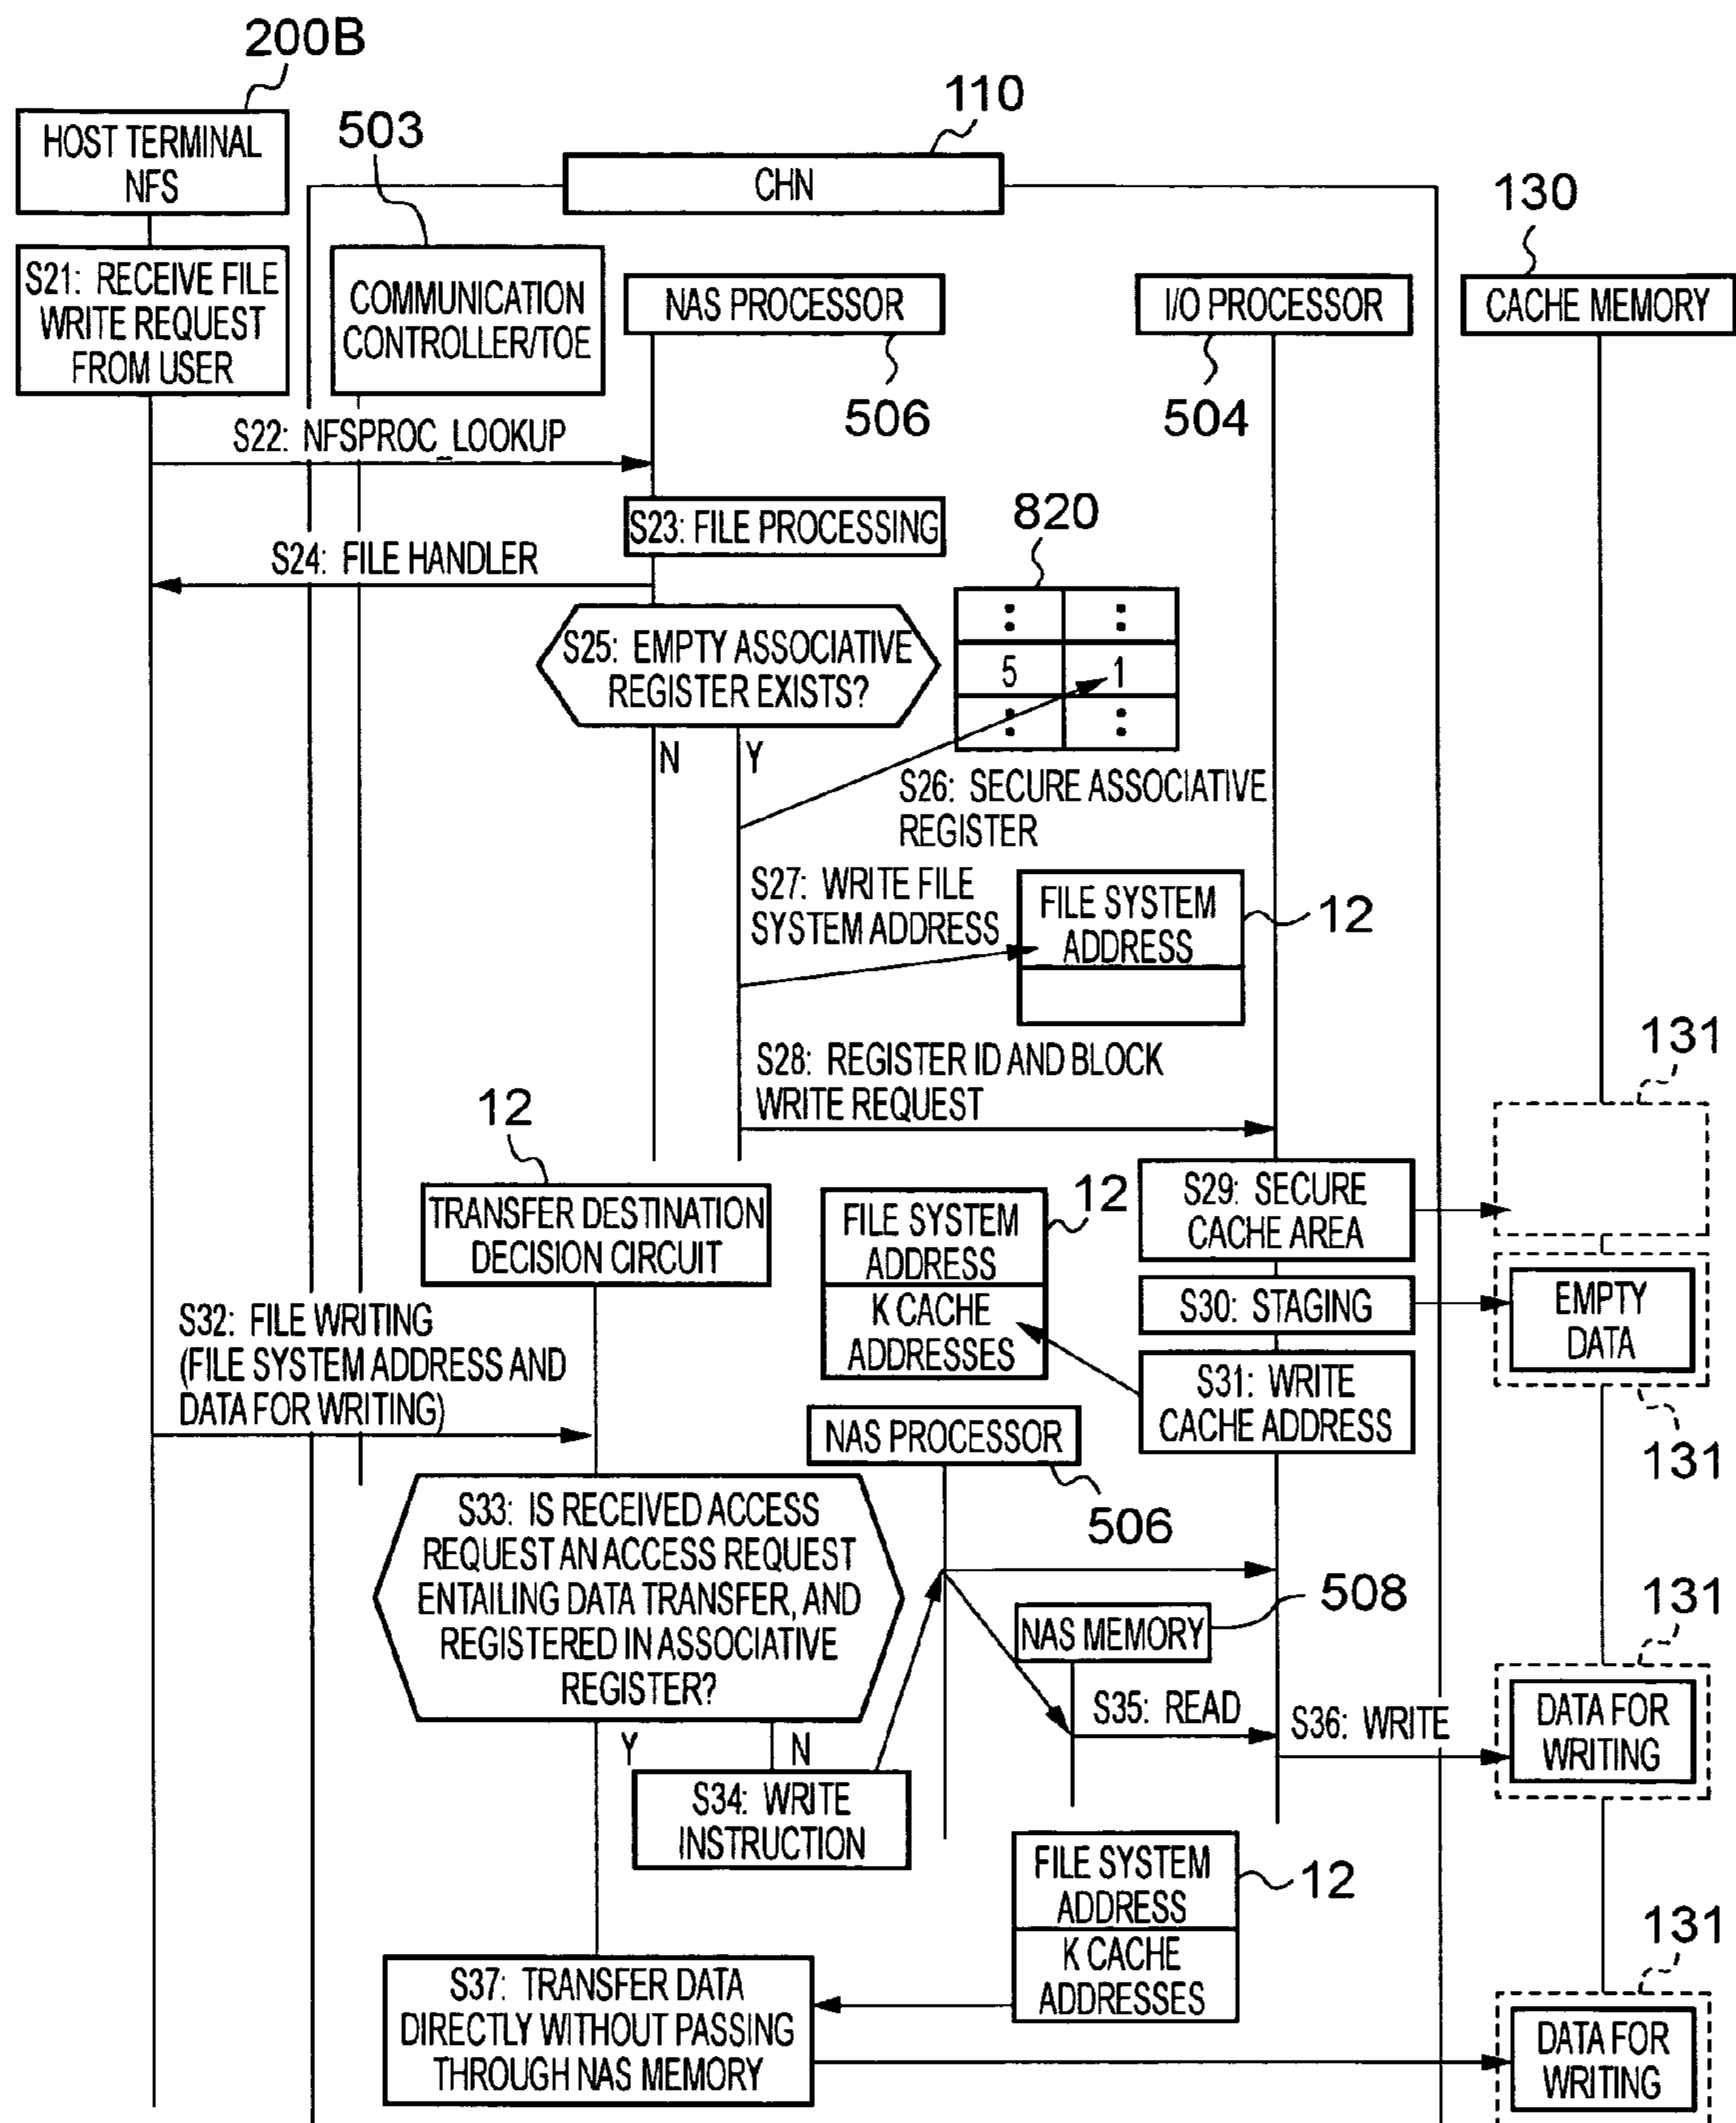 200B
HOST TERMINAL
NFS
503
110
CHN
130
S21: RECEIVE FILE
WRITE REQUEST
FROM USER
COMMUNICATION
CONTROLLER/TOE
NAS PROCESSOR
I/O PROCESSOR
CACHE MEMORY
506
504
S22: NFSPROC_LOOKUP
S23: FILE PROCESSING
820
S24: FILE HANDLER
S25: EMPTY ASSOCIATIVE
REGISTER EXISTS?
: :
5 1
: :
N Y
S26: SECURE ASSOCIATIVE
REGISTER
S27: WRITE FILE
SYSTEM ADDRESS
FILE SYSTEM
ADDRESS
12
S28: REGISTER ID AND BLOCK
WRITE REQUEST
131
12
TRANSFER DESTINATION
DECISION CIRCUIT
FILE SYSTEM
ADDRESS
K CACHE
ADDRESSES
12
S29: SECURE
CACHE AREA
S30: STAGING
EMPTY
DATA
S31: WRITE
CACHE ADDRESS
131
S32: FILE WRITING
(FILE SYSTEM ADDRESS AND
DATA FOR WRITING)
NAS PROCESSOR
506
S33: IS RECEIVED ACCESS
REQUEST AN ACCESS REQUEST
ENTAILING DATA TRANSFER, AND
REGISTERED IN ASSOCIATIVE
REGISTER?
NAS MEMORY
508
131
S35: READ
S36: WRITE
DATA FOR
WRITING
Y N
S34: WRITE
INSTRUCTION
FILE SYSTEM
ADDRESS
K CACHE
ADDRESSES
12
131
S37: TRANSFER DATA
DIRECTLY WITHOUT PASSING
THROUGH NAS MEMORY
DATA FOR
WRITING